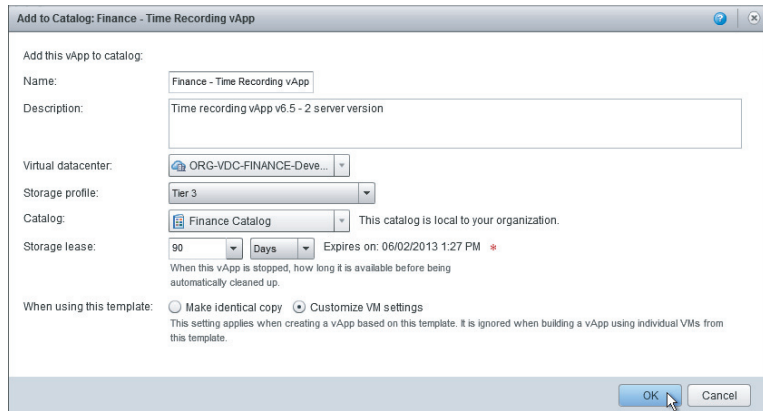 Add to Catalog: Finance - Time Recording vApp
Add this vApp to catalog:
Name: Finance - Time Recording vApp
Description: Time recording vApp v6.5 - 2 server version
Virtual datacenter: ORG-VDC-FINANCE-Deve...
Storage profile: Tier 3
Catalog: Finance Catalog This catalog is local to your organization.
Storage lease: 90 Days Expires on: 06/02/2013 1:27 PM *
When this vApp is stopped, how long it is available before being
automatically cleaned up.
When using this template: Make identical copy Customize VM settings
This setting applies when creating a vApp based on this template. It is ignored when building a vApp using individual VMs from
this template.
OK Cancel